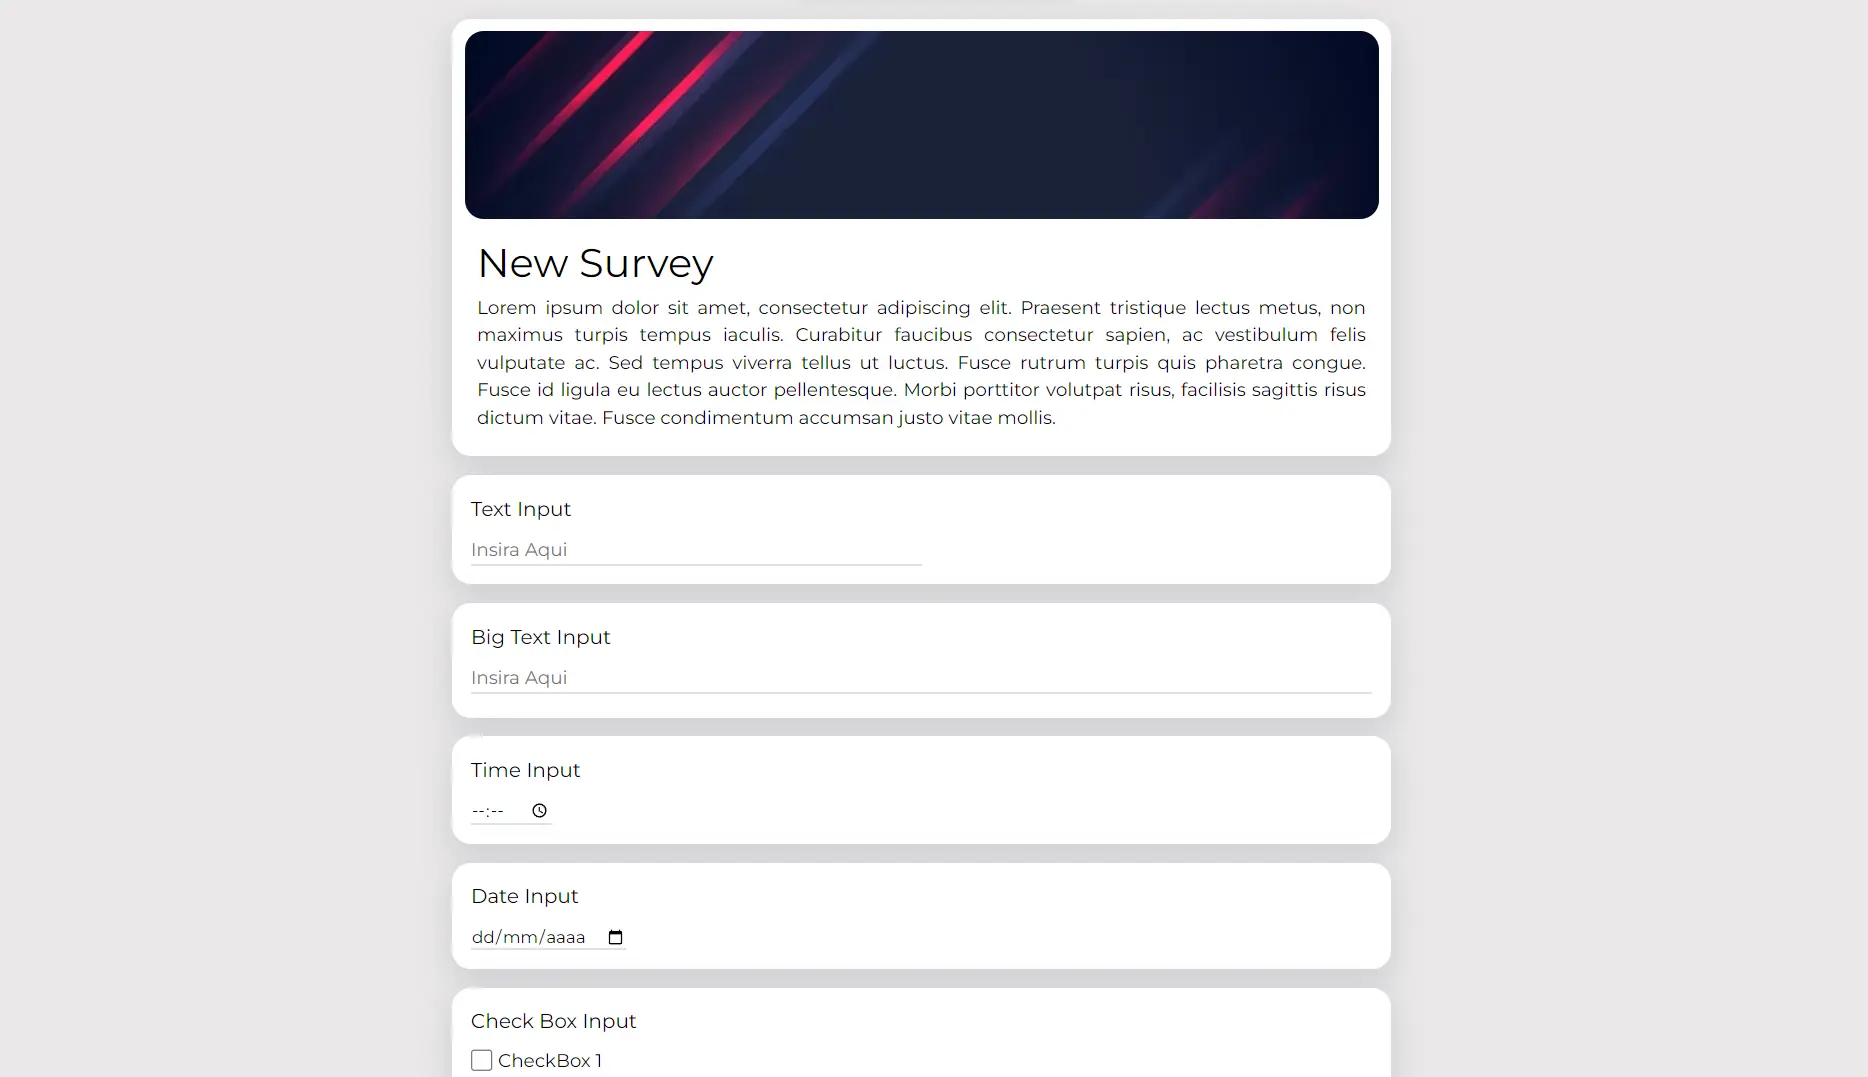 New Survey
Lorem ipsum dolor sit amet, consectetur adipiscing elit. Praesent tristique lectus metus, non
maximus turpis tempus iaculis. Curabitur faucibus consectetur sapien, ac vestibulum felis
vulputate ac. Sed tempus viverra tellus ut luctus. Fusce rutrum turpis quis pharetra congue.
Fusce id ligula eu lectus auctor pellentesque. Morbi porttitor volutpat risus, facilisis sagittis risus
dictum vitae. Fusce condimentum accumsan justo vitae mollis.
Text Input
Insira Aqui
Big Text Input
Insira Aqui
Time Input
--:--
Date Input
dd/mm/aaaa
Check Box Input
CheckBox 1